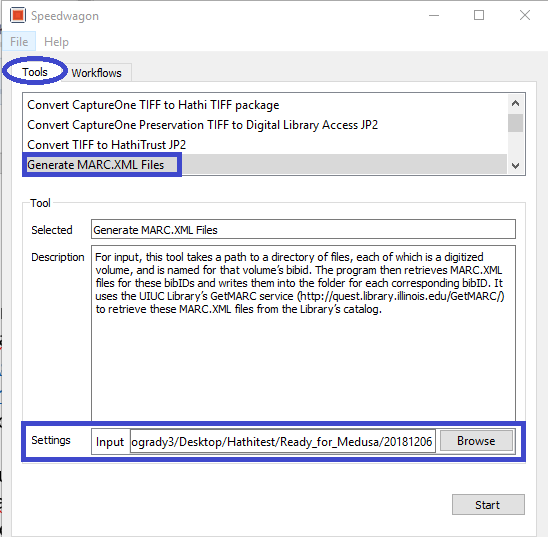 Speedwagon
File Help
Tools Workflows
Convert CaptureOne TIFF to Hathi TIFF package
Convert CaptureOne Preservation TIFF to Digital Library Access JP2
Convert TIFF to HathiTrust JP2
Generate MARC.XML Files
Tool
Selected Generate MARC.XML Files
Description For input, this tool takes a path to a directory of files, each of which is a digitized
volume, and is named for that volume's bibid. The program then retrieves MARC.XML
files for these bibIDs and writes them into the folder for each corresponding bibID. It
uses the UIUC Library's GetMARC service (http://quest.library.illinois.edu/GetMARC/)
to retrieve these MARC.XML files from the Library's catalog.
Settings Input ogrady3/Desktop/Hathitest/Ready_for_Medusa/20181206 Browse
Start